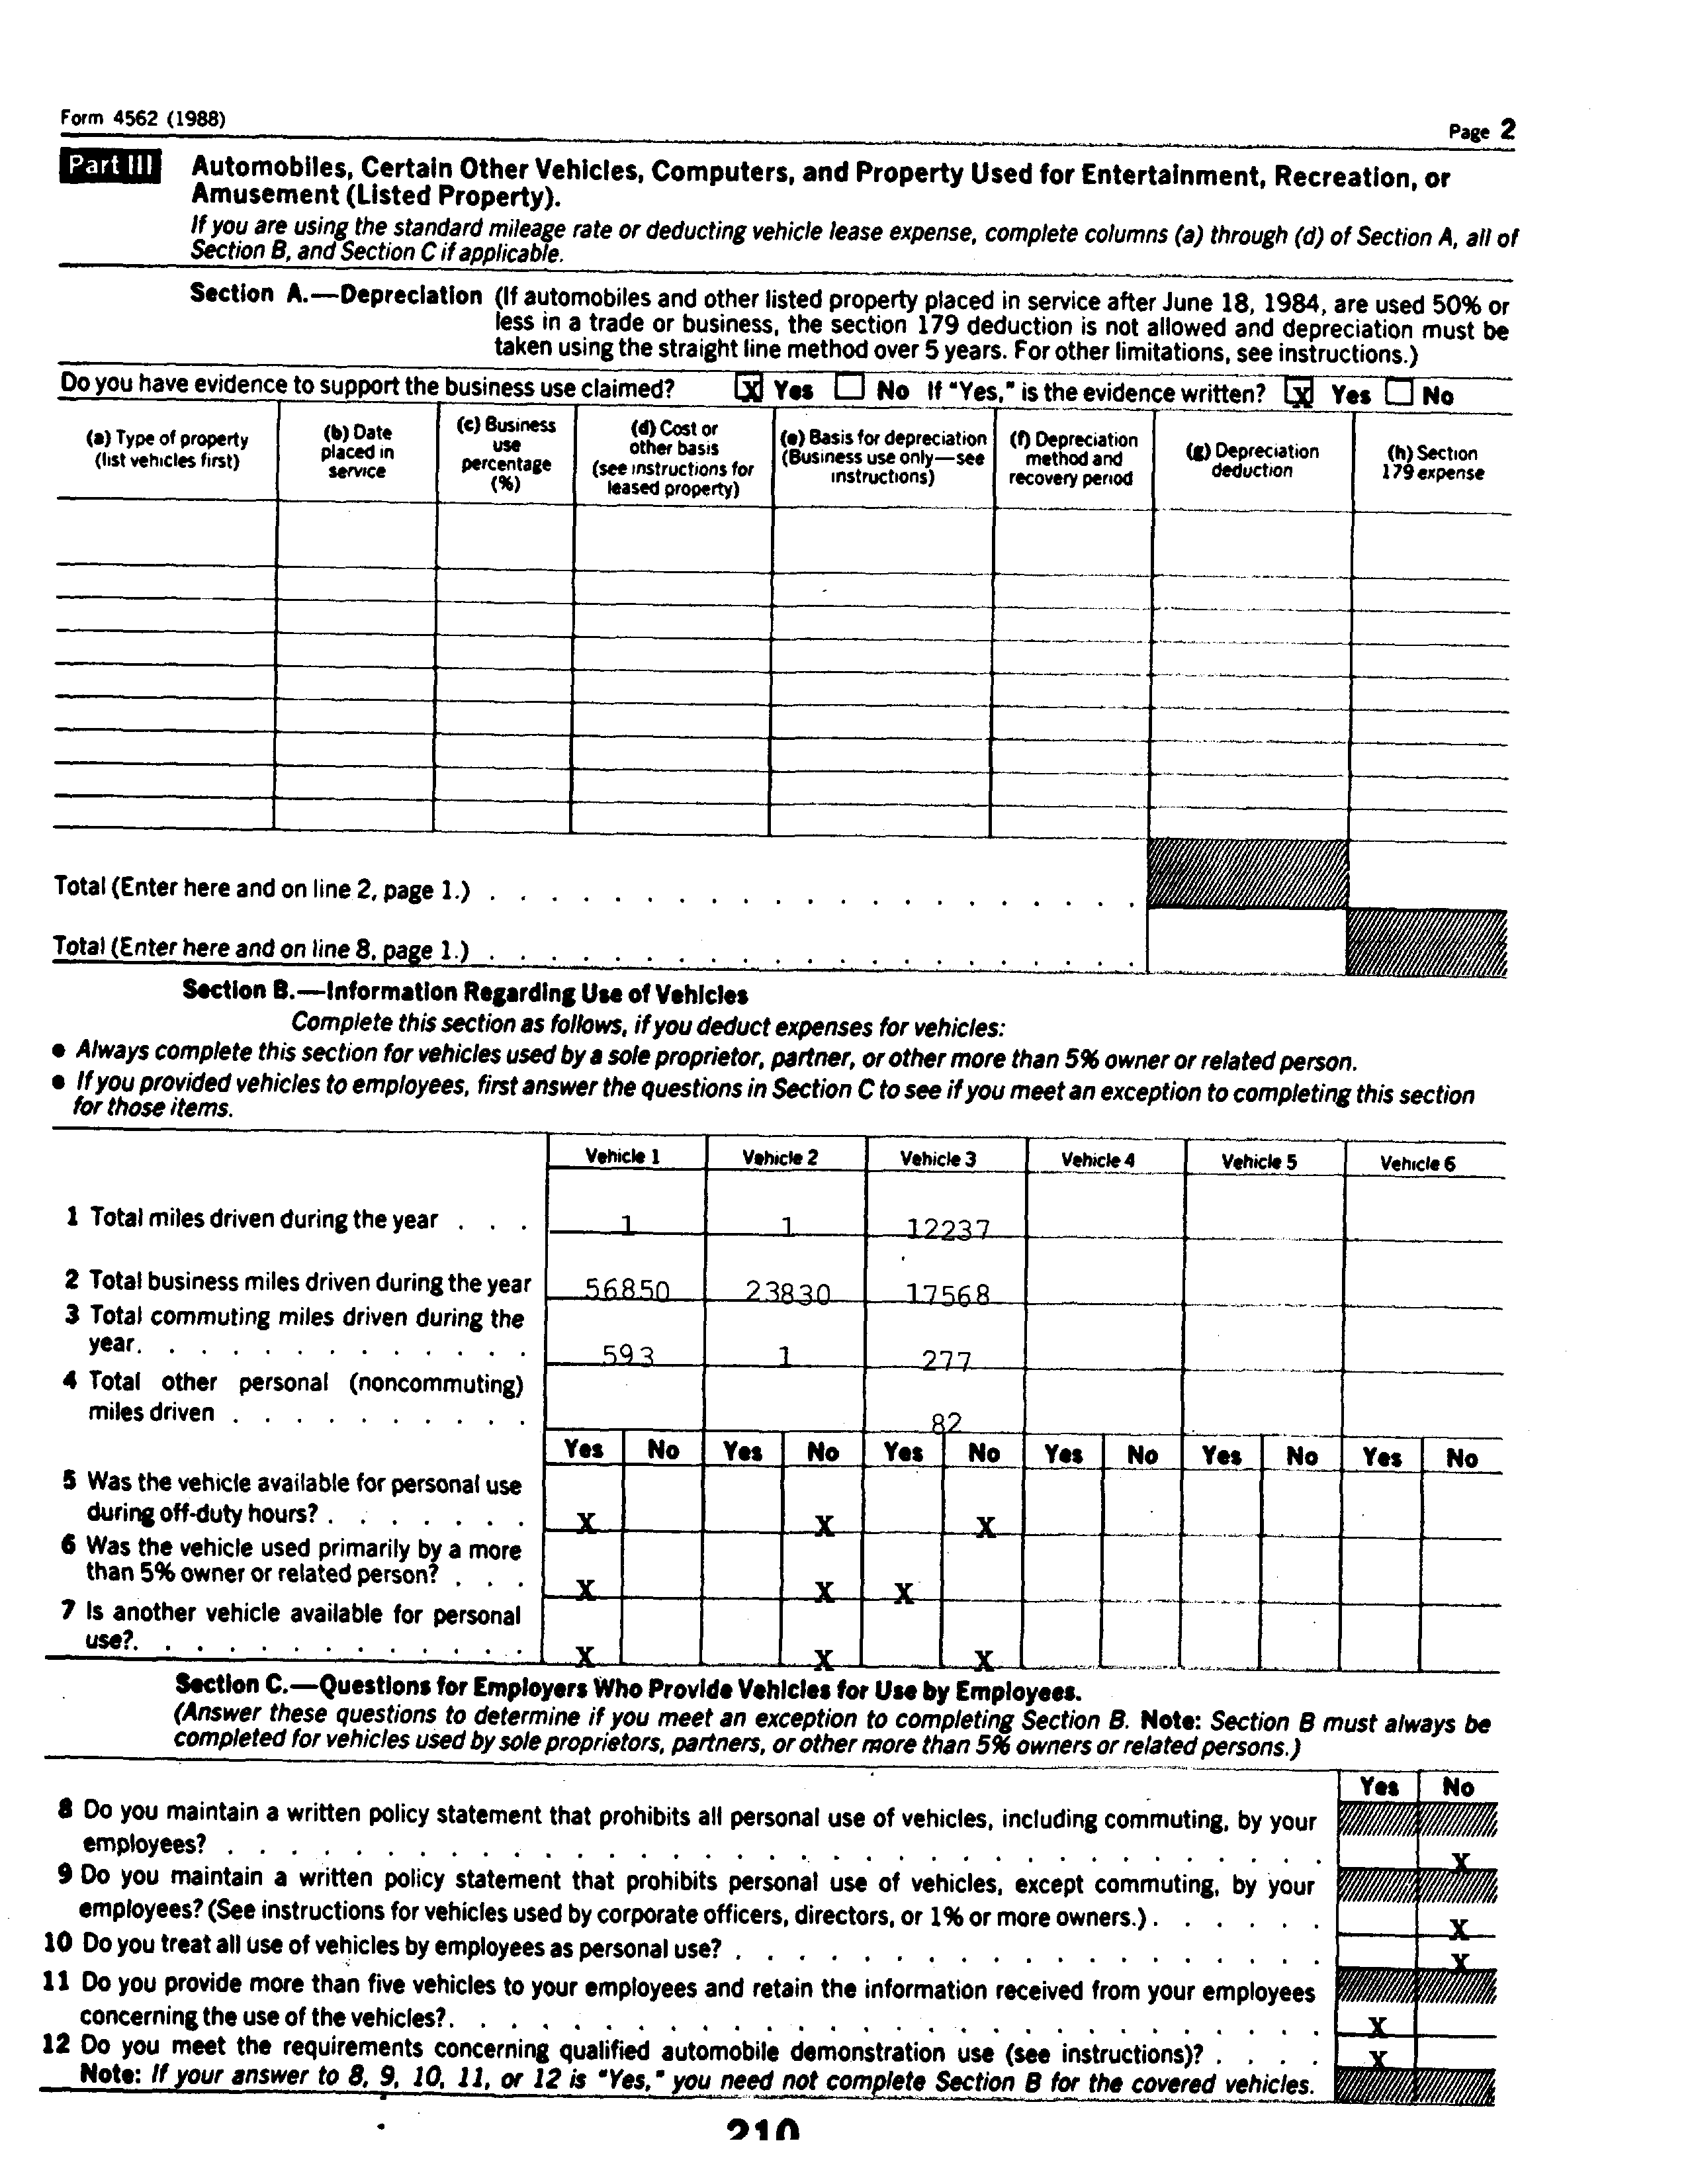 Form 4562 (1988)
Page 2
Part III Automobiles, Certain Other Vehicles, Computers, and Property Used for Entertainment, Recreation, or
Amusement (Listed Property).
If you are using the standard mileage rate or deducting vehicle lease expense, complete columns (a) through (d) of Section A, all of
Section B, and Section C if applicable.
Section A.—Depreciation (If automobiles and other listed property placed in service after June 18, 1984, are used 50% or
less in a trade or business, the section 179 deduction is not allowed and depreciation must be
taken using the straight line method over 5 years. For other limitations, see instructions.)
Do you have evidence to support the business use claimed? X Yes No If "Yes," is the evidence written? X Yes No
(a) Type of property
(list vehicles first)
(b) Date
placed in
service
(c) Business
use
percentage
(%)
(d) Cost or
other basis
(see instructions for
leased property)
(e) Basis for depreciation
(Business use only—see
instructions)
(f) Depreciation
method and
recovery period
(g) Depreciation
deduction
(h) Section
179 expense
Total (Enter here and on line 2, page 1.) . . . . . . . . . . . . . . . . . . . . .
Total (Enter here and on line 8, page 1.) . . . . . . . . . . . . . . . . . . . . .
Section B.—Information Regarding Use of Vehicles
Complete this section as follows, if you deduct expenses for vehicles:
● Always complete this section for vehicles used by a sole proprietor, partner, or other more than 5% owner or related person.
● If you provided vehicles to employees, first answer the questions in Section C to see if you meet an exception to completing this section
for those items.
Vehicle 1 Vehicle 2 Vehicle 3 Vehicle 4 Vehicle 5 Vehicle 6
1 Total miles driven during the year . . . 1 1 12237
2 Total business miles driven during the year 56850 23830 17568
3 Total commuting miles driven during the
year. . . . . . . . . . . . . . 593 1 277
4 Total other personal (noncommuting)
miles driven . . . . . . . . . . 82
Yes No Yes No Yes No Yes No Yes No Yes No
5 Was the vehicle available for personal use
during off-duty hours? . . . . . . . X X X
6 Was the vehicle used primarily by a more
than 5% owner or related person? . . . X X X
7 Is another vehicle available for personal
use?. . . . . . . . . . . . . X X X
Section C.—Questions for Employers Who Provide Vehicles for Use by Employees.
(Answer these questions to determine if you meet an exception to completing Section B. Note: Section B must always be
completed for vehicles used by sole proprietors, partners, or other more than 5% owners or related persons.)
Yes No
8 Do you maintain a written policy statement that prohibits all personal use of vehicles, including commuting, by your
employees? . . . . . . . . . . . . . . . . . . . . . . . . . . . . . . . . . . . X
9 Do you maintain a written policy statement that prohibits personal use of vehicles, except commuting, by your
employees? (See instructions for vehicles used by corporate officers, directors, or 1% or more owners.) . . . . . . X
10 Do you treat all use of vehicles by employees as personal use? . . . . . . . . . . . . . . . . . . . X
11 Do you provide more than five vehicles to your employees and retain the information received from your employees
concerning the use of the vehicles?. . . . . . . . . . . . . . . . . . . . . . . . . . . . X
12 Do you meet the requirements concerning qualified automobile demonstration use (see instructions)? . . . . X
Note: If your answer to 8, 9, 10, 11, or 12 is "Yes," you need not complete Section B for the covered vehicles.
210